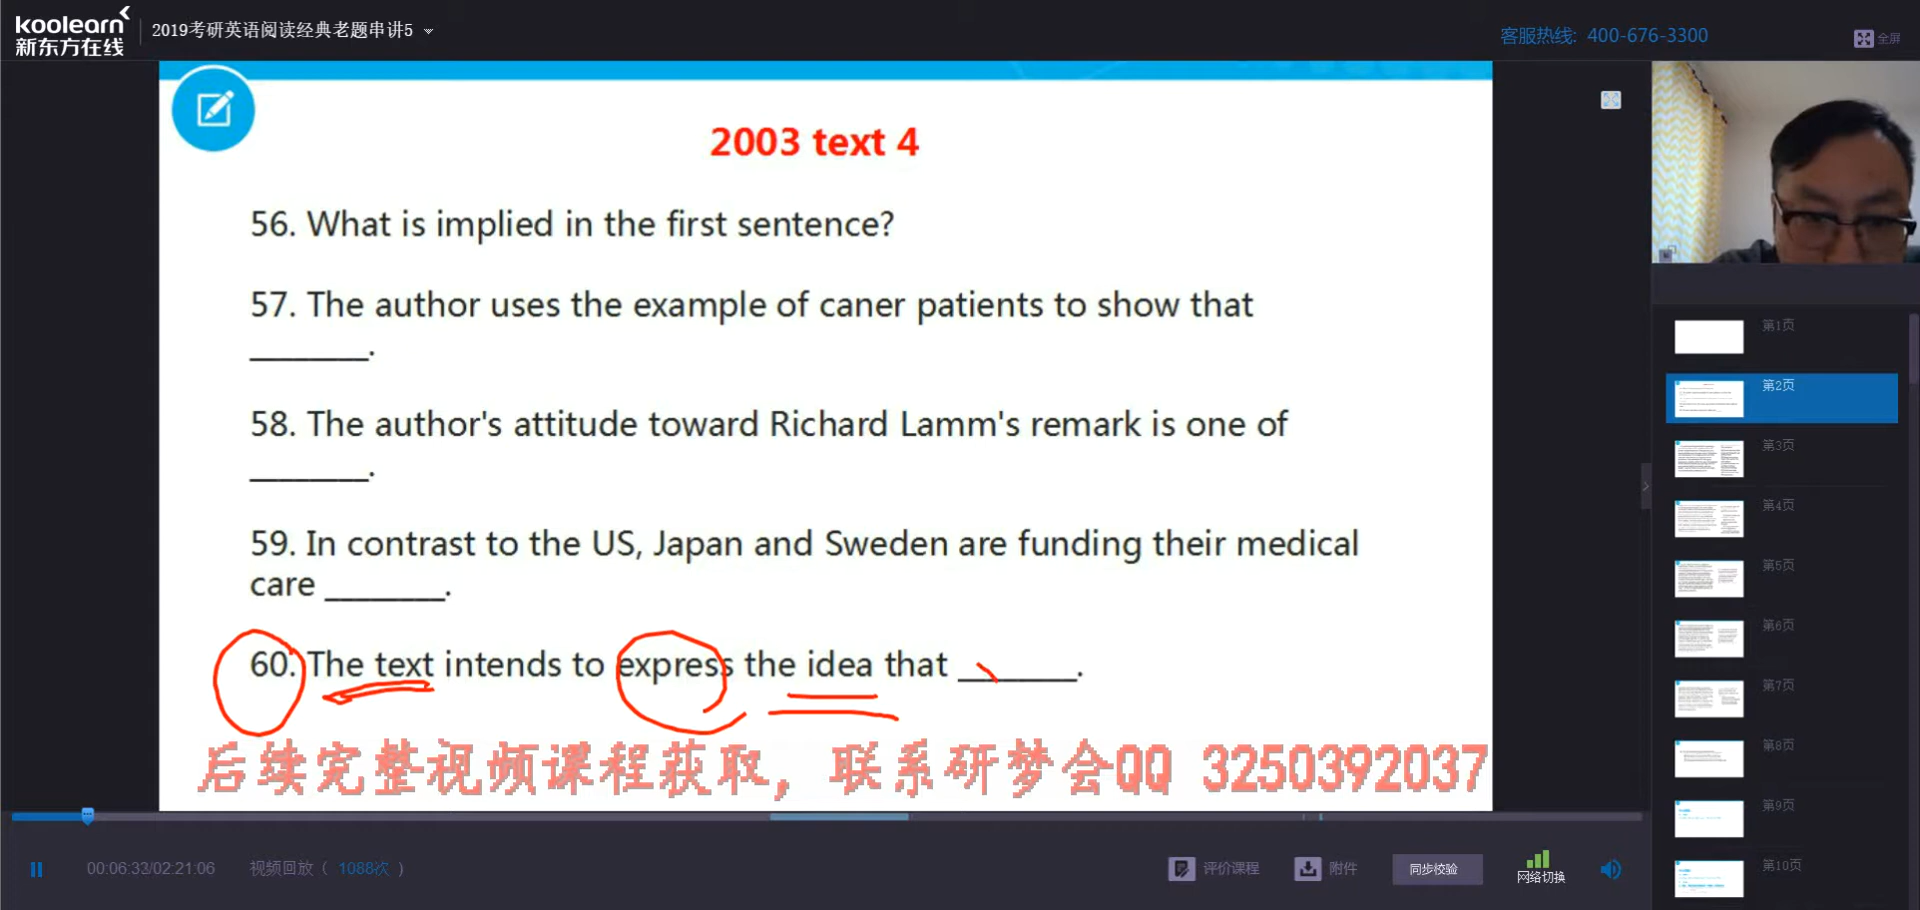 koolearn
新东方在线
2019考研英语阅读经典老题串讲5
客服热线: 400-676-3300
全屏
2003 text 4
56. What is implied in the first sentence?
57. The author uses the example of caner patients to show that
________.
58. The author's attitude toward Richard Lamm's remark is one of
________.
59. In contrast to the US, Japan and Sweden are funding their medical
care ________.
60. The text intends to express the idea that ________.
后续完整视频课程获取，联系研梦会QQ 3250392037
第1页
第2页
第3页
第4页
第5页
第6页
第7页
第8页
第9页
第10页
00:06:33/02:21:06
视频回放（ 1088次 ）
评价课程
附件
同步校验
网络切换